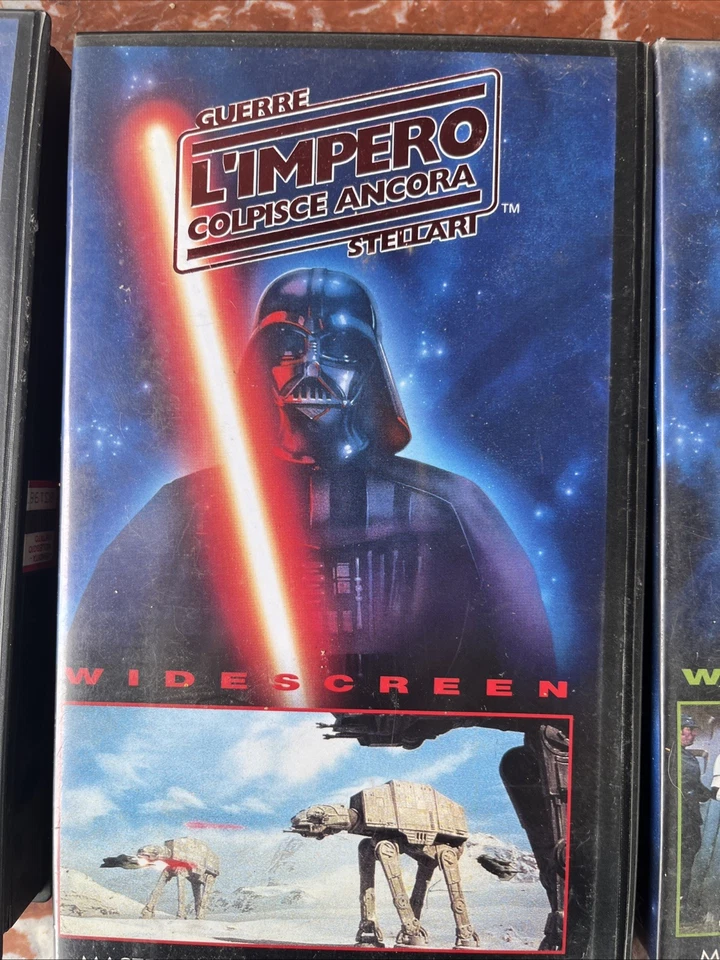 GUERRE
L'IMPERO
COLPISCE ANCORA
STELLARI
TM
WIDESCREEN
W